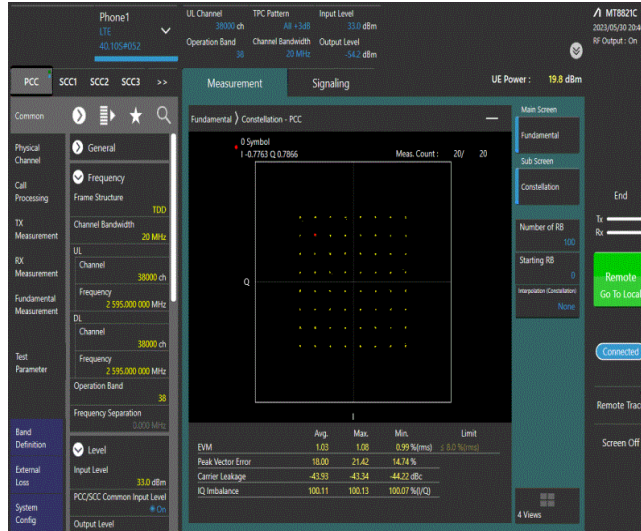 Phone1
LTE
40.10S#052
UL Channel
38000 ch
TPC Pattern
All +3dB
Input Level
33.0 dBm
Operation Band
38
Channel Bandwidth
20 MHz
Output Level
-54.2 dBm
MT8821C
2023/05/30 20:4
RF Output : On
PCC
SCC1
SCC2
SCC3
>>
Measurement
Signaling
UE Power : 19.8 dBm
Common
Physical
Channel
Call
Processing
TX
Measurement
RX
Measurement
Fundamental
Measurement
Test
Parameter
Band
Definition
External
Loss
System
Config
General
Frequency
Frame Structure
TDD
Channel Bandwidth
20 MHz
UL
Channel
38000 ch
Frequency
2 595.000 000 MHz
DL
Channel
38000 ch
Frequency
2 595.000 000 MHz
Operation Band
38
Frequency Separation
0.000 MHz
Level
Input Level
33.0 dBm
PCC/SCC Common Input Level
On
Output Level
Fundamental
Constellation - PCC
0 Symbol
I -0.7763 Q 0.7866
Meas. Count : 20/ 20
Q
I
Avg. Max. Min. Limit
EVM 1.03 1.08 0.99 %(rms) ≤ 8.0 %(rms)
Peak Vector Error 18.00 21.42 14.74 %
Carrier Leakage -43.93 -43.34 -44.22 dBc
IQ Imbalance 100.11 100.13 100.07 %(I/Q)
Main Screen
Fundamental
Sub Screen
Constellation
Number of RB
100
Starting RB
0
Interpolation (Constellation)
None
4 Views
End
Tx
Rx
Remote
Go To Local
Connected
Remote Trac
Screen Off